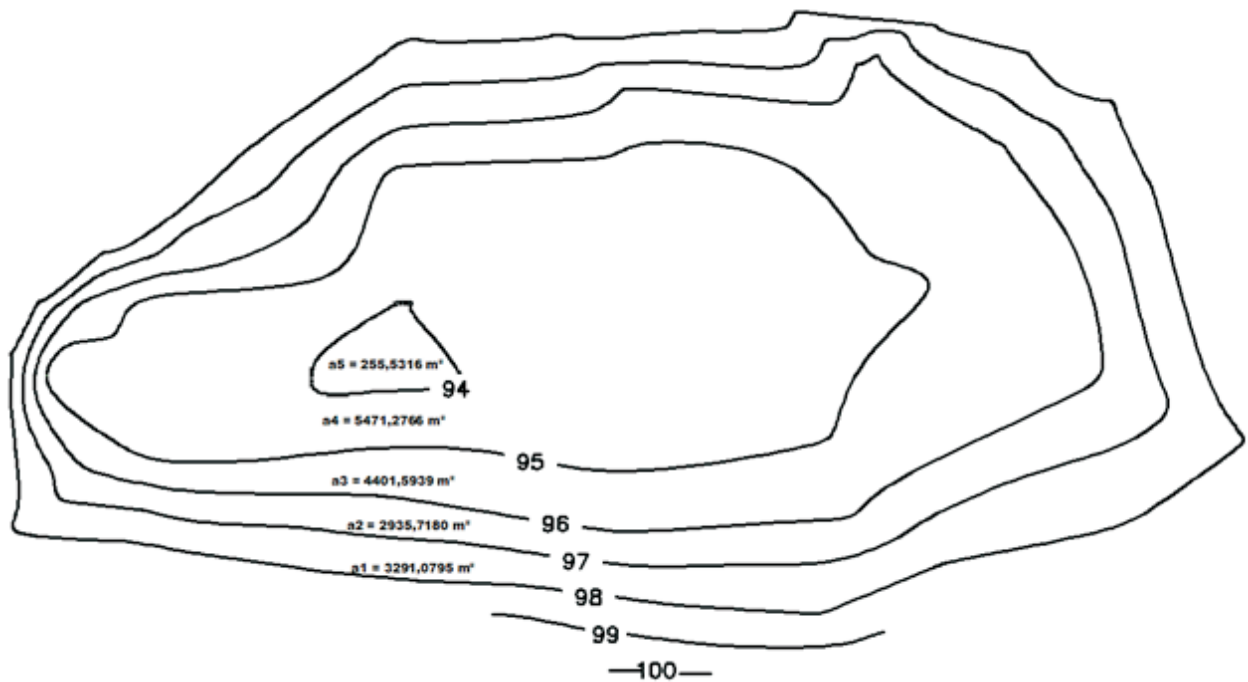 a5 = 255,5316 m²
94
a4 = 5471,2766 m²
95
a3 = 4401,5939 m²
96
a2 = 2935,7180 m²
97
a1 = 3291,0795 m²
98
99
100